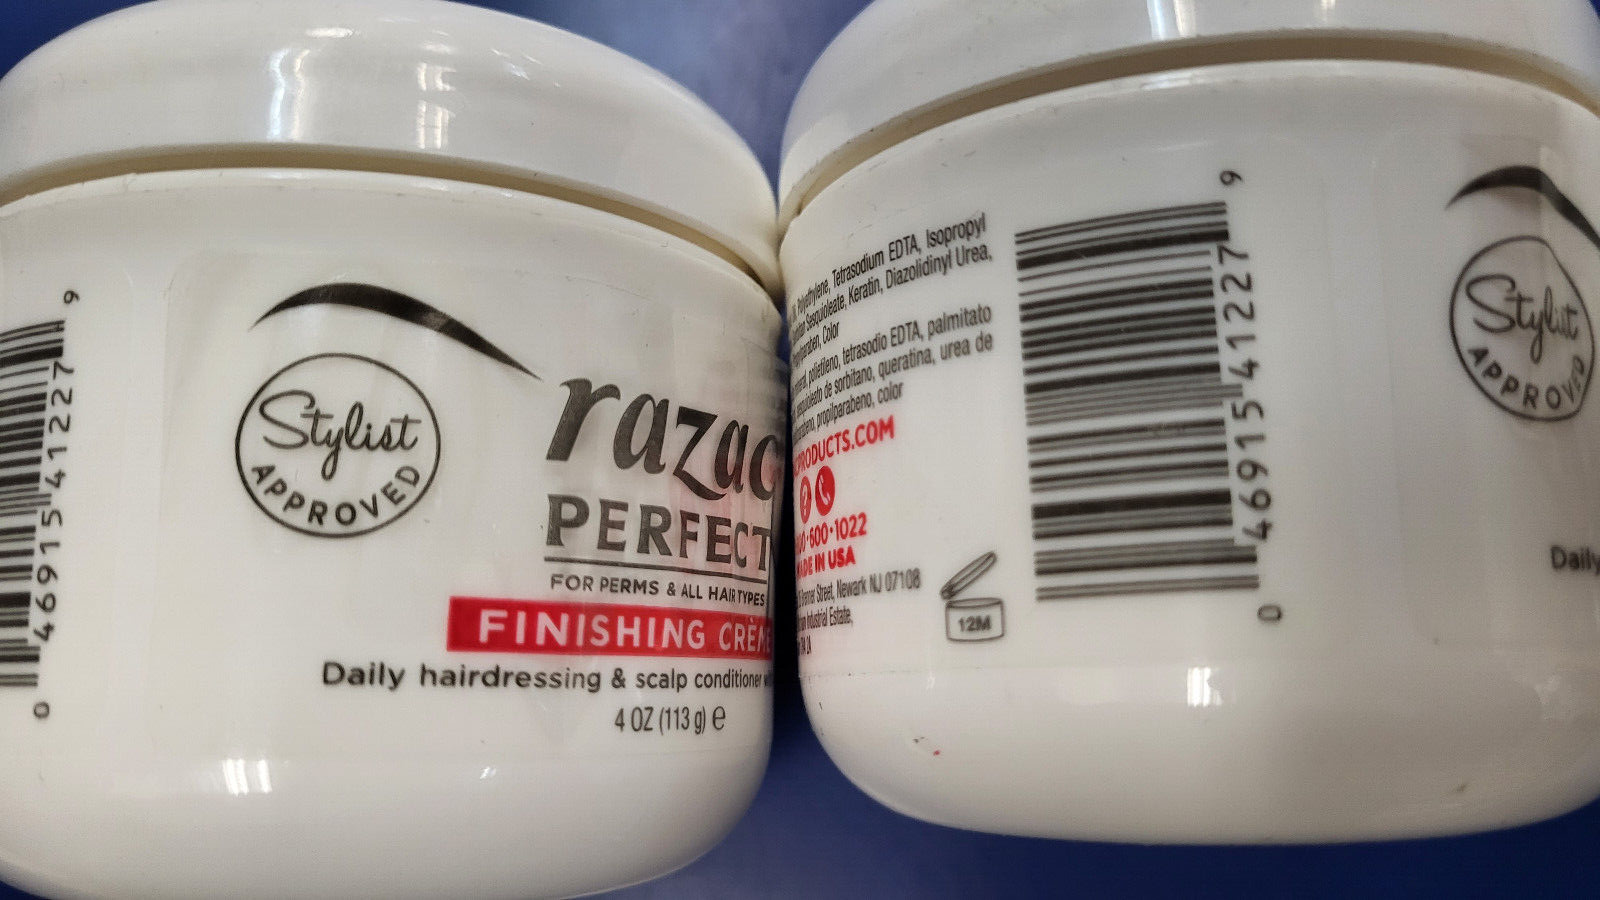 Stylist
APPROVED
razac
PERFECT
FOR PERMS & ALL HAIR TYPES
FINISHING CRÈME
Daily hairdressing & scalp conditioner
4 OZ (113 g) ℮
0 46915 41227 9
Polyethylene, Tetrasodium EDTA, Isopropyl
Sesquioleate, Keratin, Diazolidinyl Urea,
Color
polietileno, tetrasodio EDTA, palmitato
de sorbitano, queratina, urea de
propilparabeno, color
PRODUCTS.COM
600•1022
IN USA
Street, Newark NJ 07108
Industrial Estate,
12M
0 46915 41227 9
Stylist
APPROVED
Daily